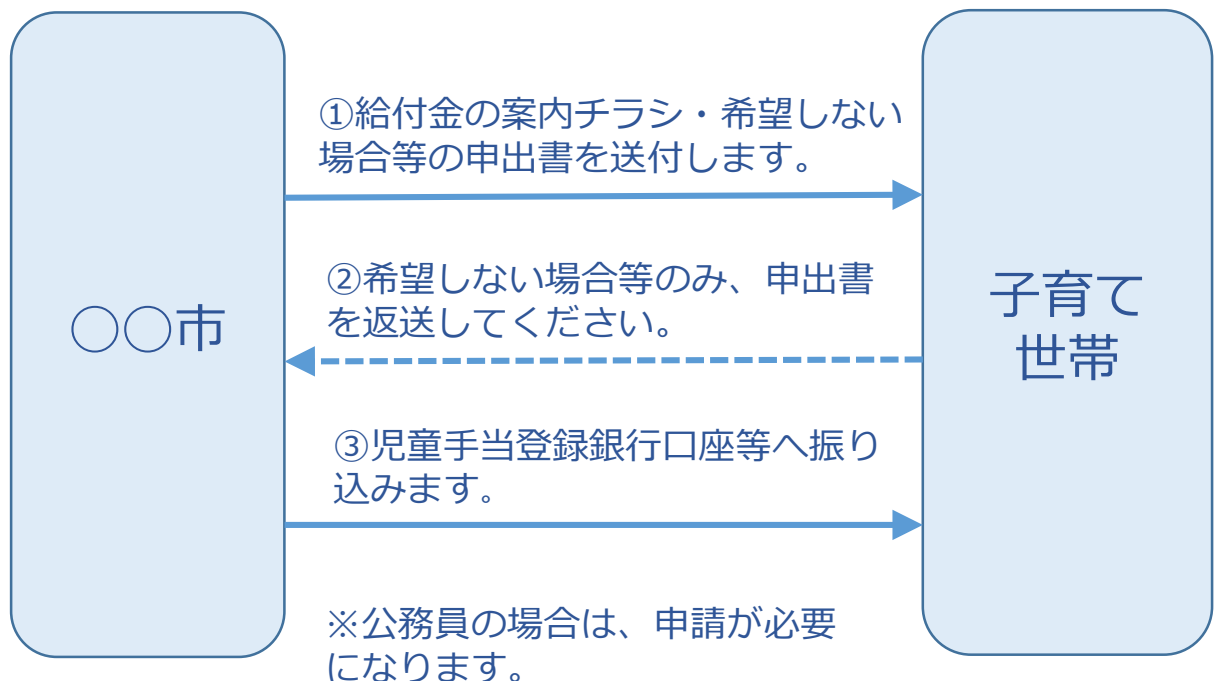 ①給付金の案内チラシ・希望しない
場合等の申出書を送付します。
②希望しない場合等のみ、申出書
を返送してください。
〇〇市
子育て
世帯
③児童手当登録銀行口座等へ振り
込みます。
※公務員の場合は、申請が必要
になります。